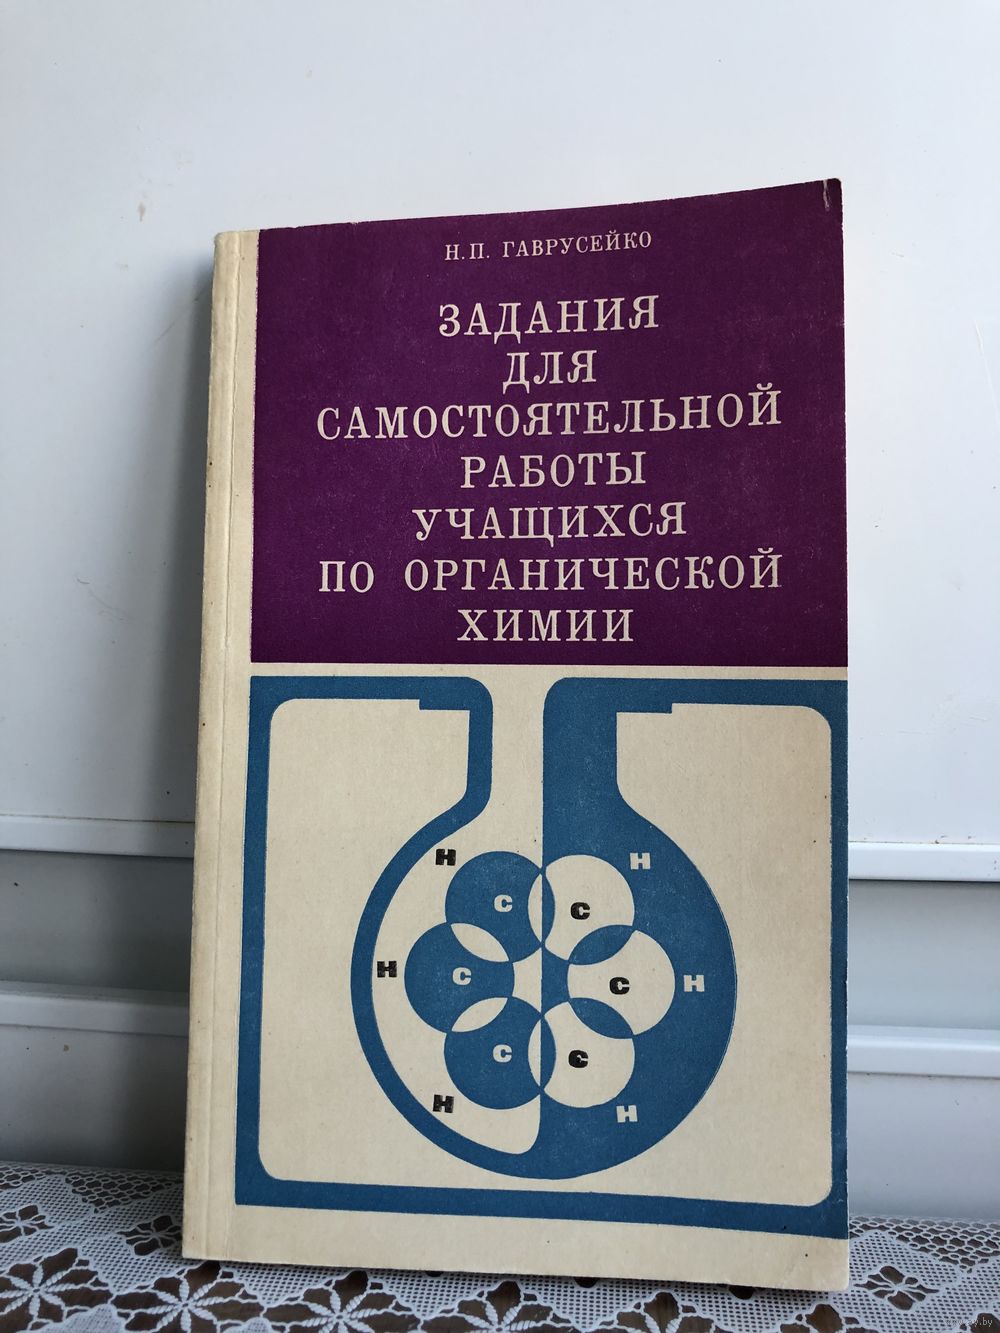 Н. П. ГАВРУСЕЙКО
ЗАДАНИЯ
ДЛЯ
САМОСТОЯТЕЛЬНОЙ
РАБОТЫ
УЧАЩИХСЯ
ПО ОРГАНИЧЕСКОЙ
ХИМИИ
Н Н
С С
Н С С Н
С С
Н Н